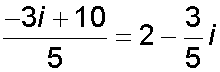 (-3i + 10)/5 = 2 - 3/5 i